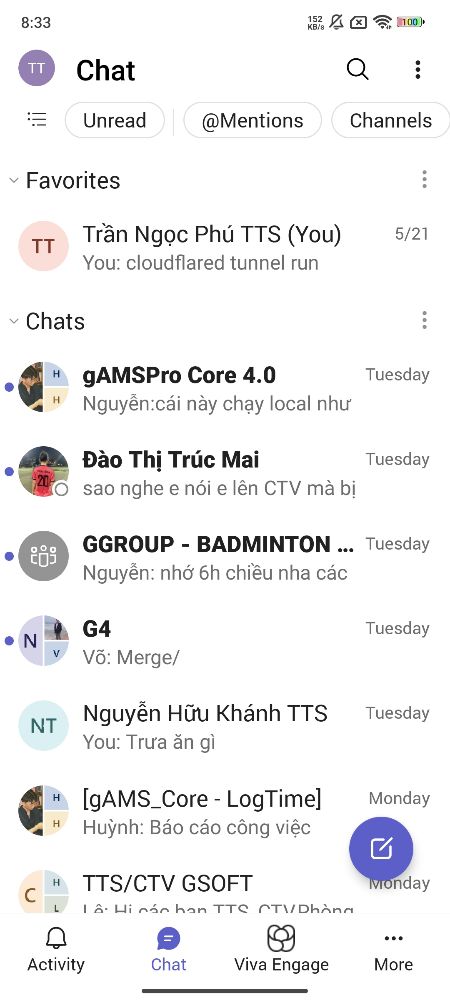 8:33
152 KB/s
100
TT
Chat
Unread
@Mentions
Channels
Favorites
TT
Trần Ngọc Phú TTS (You)
5/21
You: cloudflared tunnel run
Chats
H
H
gAMSPro Core 4.0
Tuesday
Nguyễn:cái này chạy local như
20
Đào Thị Trúc Mai
Tuesday
sao nghe e nói e lên CTV mà bị
GGROUP - BADMINTON ...
Tuesday
Nguyễn: nhớ 6h chiều nha các
N
V
G4
Tuesday
Võ: Merge/
NT
Nguyễn Hữu Khánh TTS
Tuesday
You: Trưa ăn gì
H
H
[gAMS_Core - LogTime]
Monday
Huỳnh: Báo cáo công việc
C
H
L
TTS/CTV GSOFT
Monday
Lê: Hi các bạn TTS, CTVPhòng
Activity
Chat
Viva Engage
More